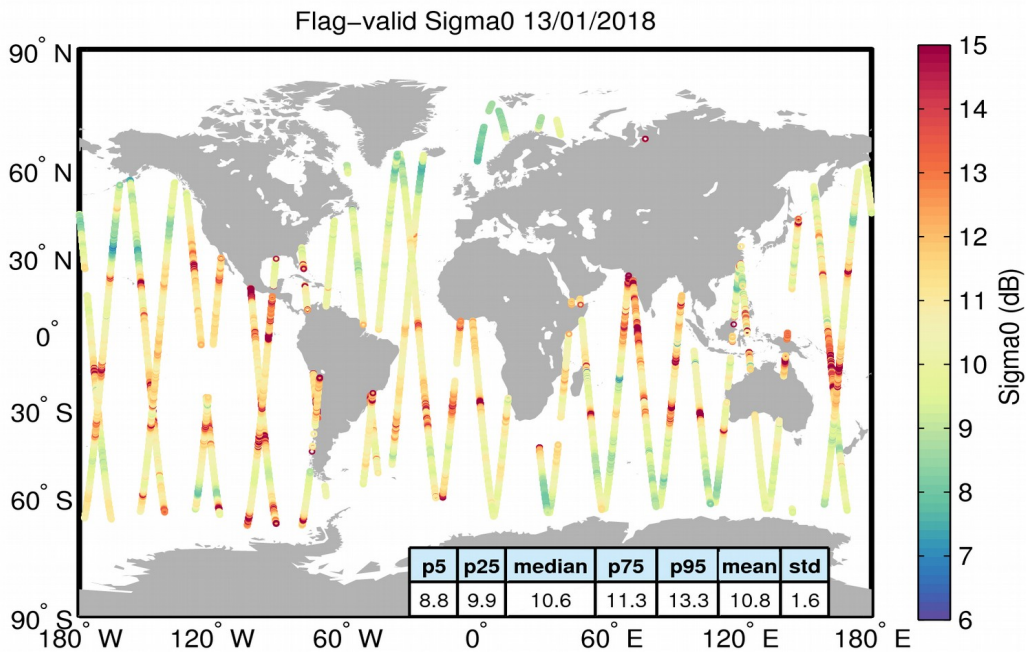 Flag−valid Sigma0 13/01/2018
90° N
60° N
30° N
0°
30° S
60° S
90° S
180° W
120° W
60° W
0°
60° E
120° E
180° E
p5 p25 median p75 p95 mean std
8.8 9.9 10.6 11.3 13.3 10.8 1.6
15
14
13
12
11
10
9
8
7
6
Sigma0 (dB)